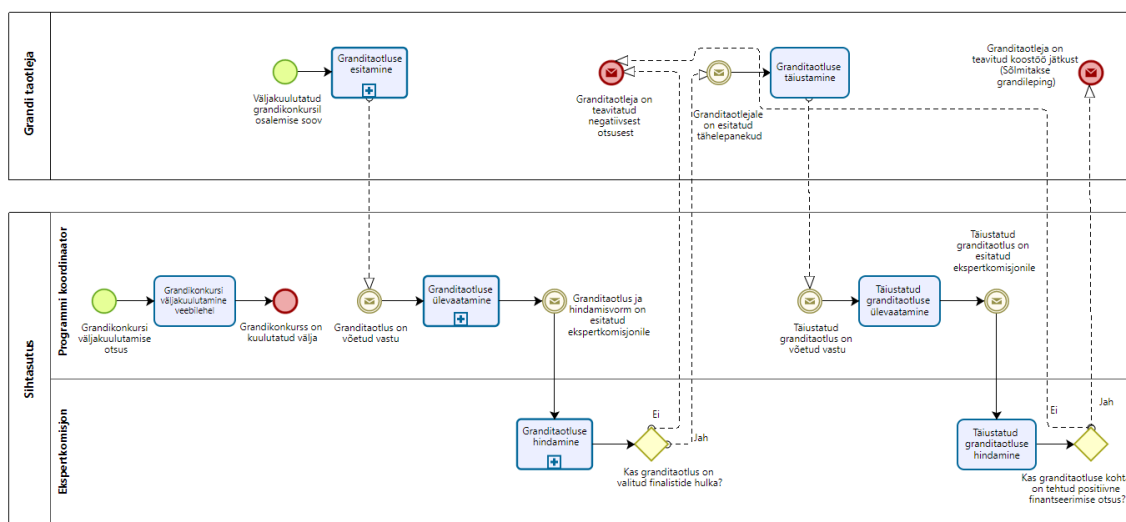 Grandi taotleja
Väljakuulutatud
grandikonkursil
osalemise soov
Granditaotluse
esitamine
Granditaotleja on
teavitatud
negatiivsest
otsusest
Granditaotlejale
on esitatud
tähelepanekud
Granditaotluse
täiustamine
Granditaotleja on
teavitud koostöö jätkust
(Sõlmitakse
grandileping)
Sihtasutus
Programmi koordinaator
Grandikonkursi
väljakuulutamise
otsus
Grandikonkursi
väljakuulutamine
veebilehel
Grandikonkurss on
kuulutatud välja
Granditaotlus on
võetud vastu
Granditaotluse
ülevaatamine
Granditaotlus ja
hindamisvorm on
esitatud
ekspertkomisjonile
Täiustatud
granditaotlus on
võetud vastu
Täiustatud
granditaotluse
ülevaatamine
Täiustatud
granditaotlus on
esitatud
ekspertkomisjonile
Ekspertkomisjon
Granditaotluse
hindamine
Ei
Jah
Kas granditaotlus on
valitud finalistide hulka?
Täiustatud
granditaotluse
hindamine
Ei
Jah
Kas granditaotluse kohta
on tehtud positiivne
finantseerimise otsus?